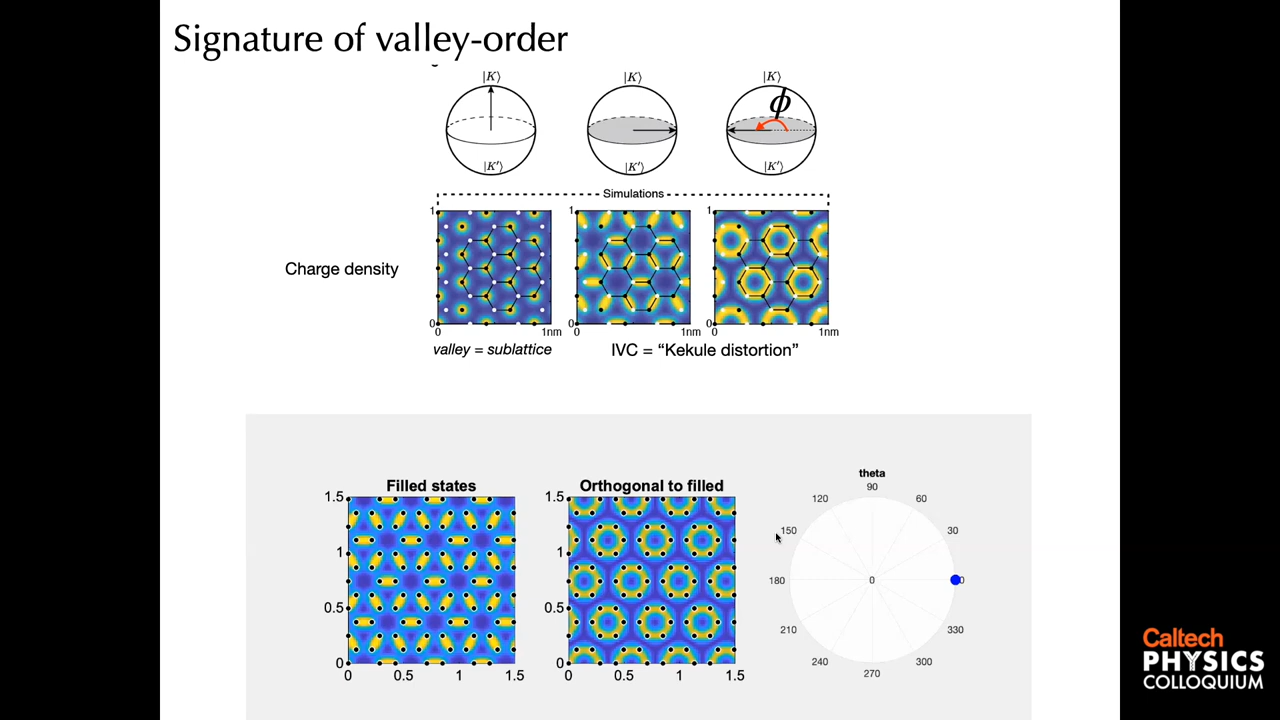 Signature of valley-order
|K⟩ |K⟩ |K⟩
ϕ
|K′⟩ |K′⟩ |K′⟩
Simulations
1 1 1
Charge density
0 0 0
0 1nm 0 1nm 0 1nm
valley = sublattice IVC = “Kekule distortion”
Filled states Orthogonal to filled theta
1.5 1.5
1 1
0.5 0.5
0 0
0 0.5 1 1.5 0 0.5 1 1.5
90
120 60
150 30
180 0 0
210 330
240 300
270
Caltech
PHYSICS
COLLOQUIUM